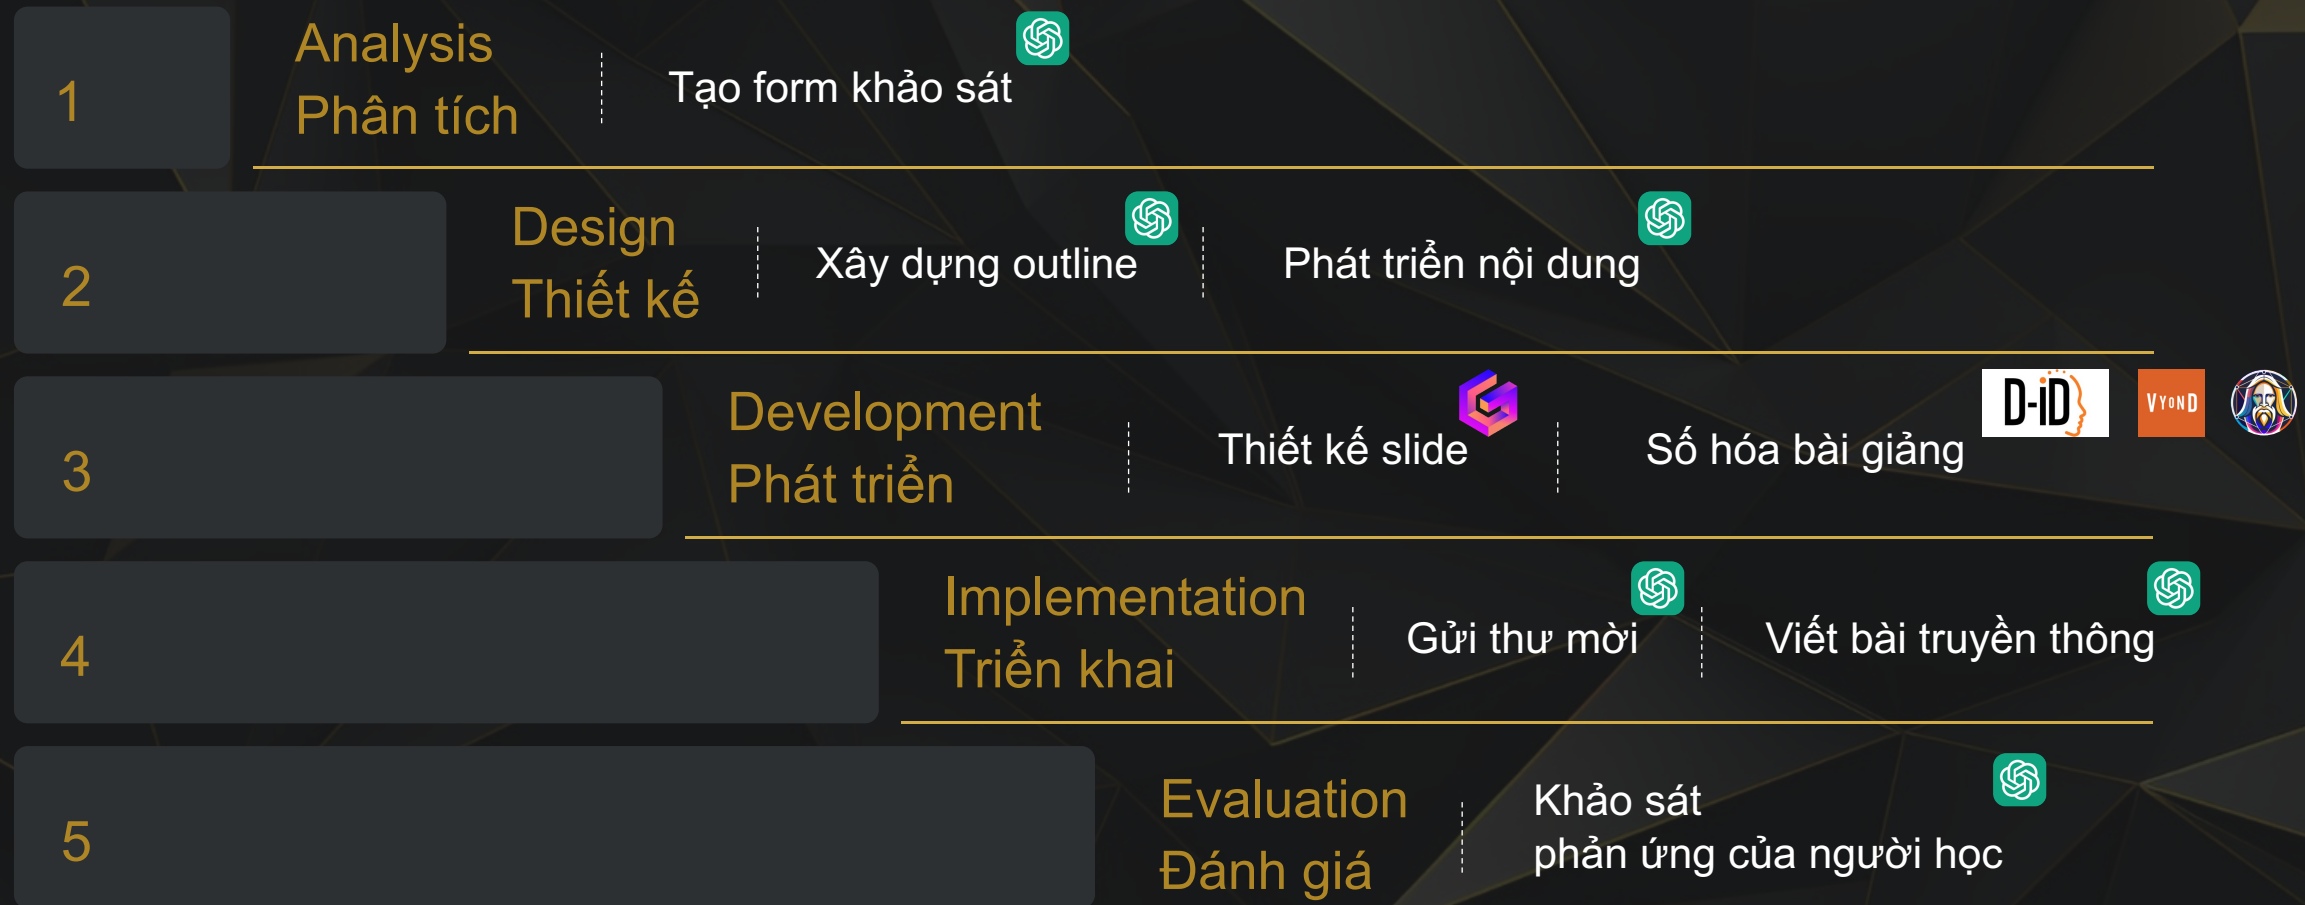 1
Analysis
Phân tích
Tạo form khảo sát
2
Design
Thiết kế
Xây dựng outline
Phát triển nội dung
3
Development
Phát triển
Thiết kế slide
Số hóa bài giảng
D-iD
VYOND
4
Implementation
Triển khai
Gửi thư mời
Viết bài truyền thông
5
Evaluation
Đánh giá
Khảo sát
phản ứng của người học